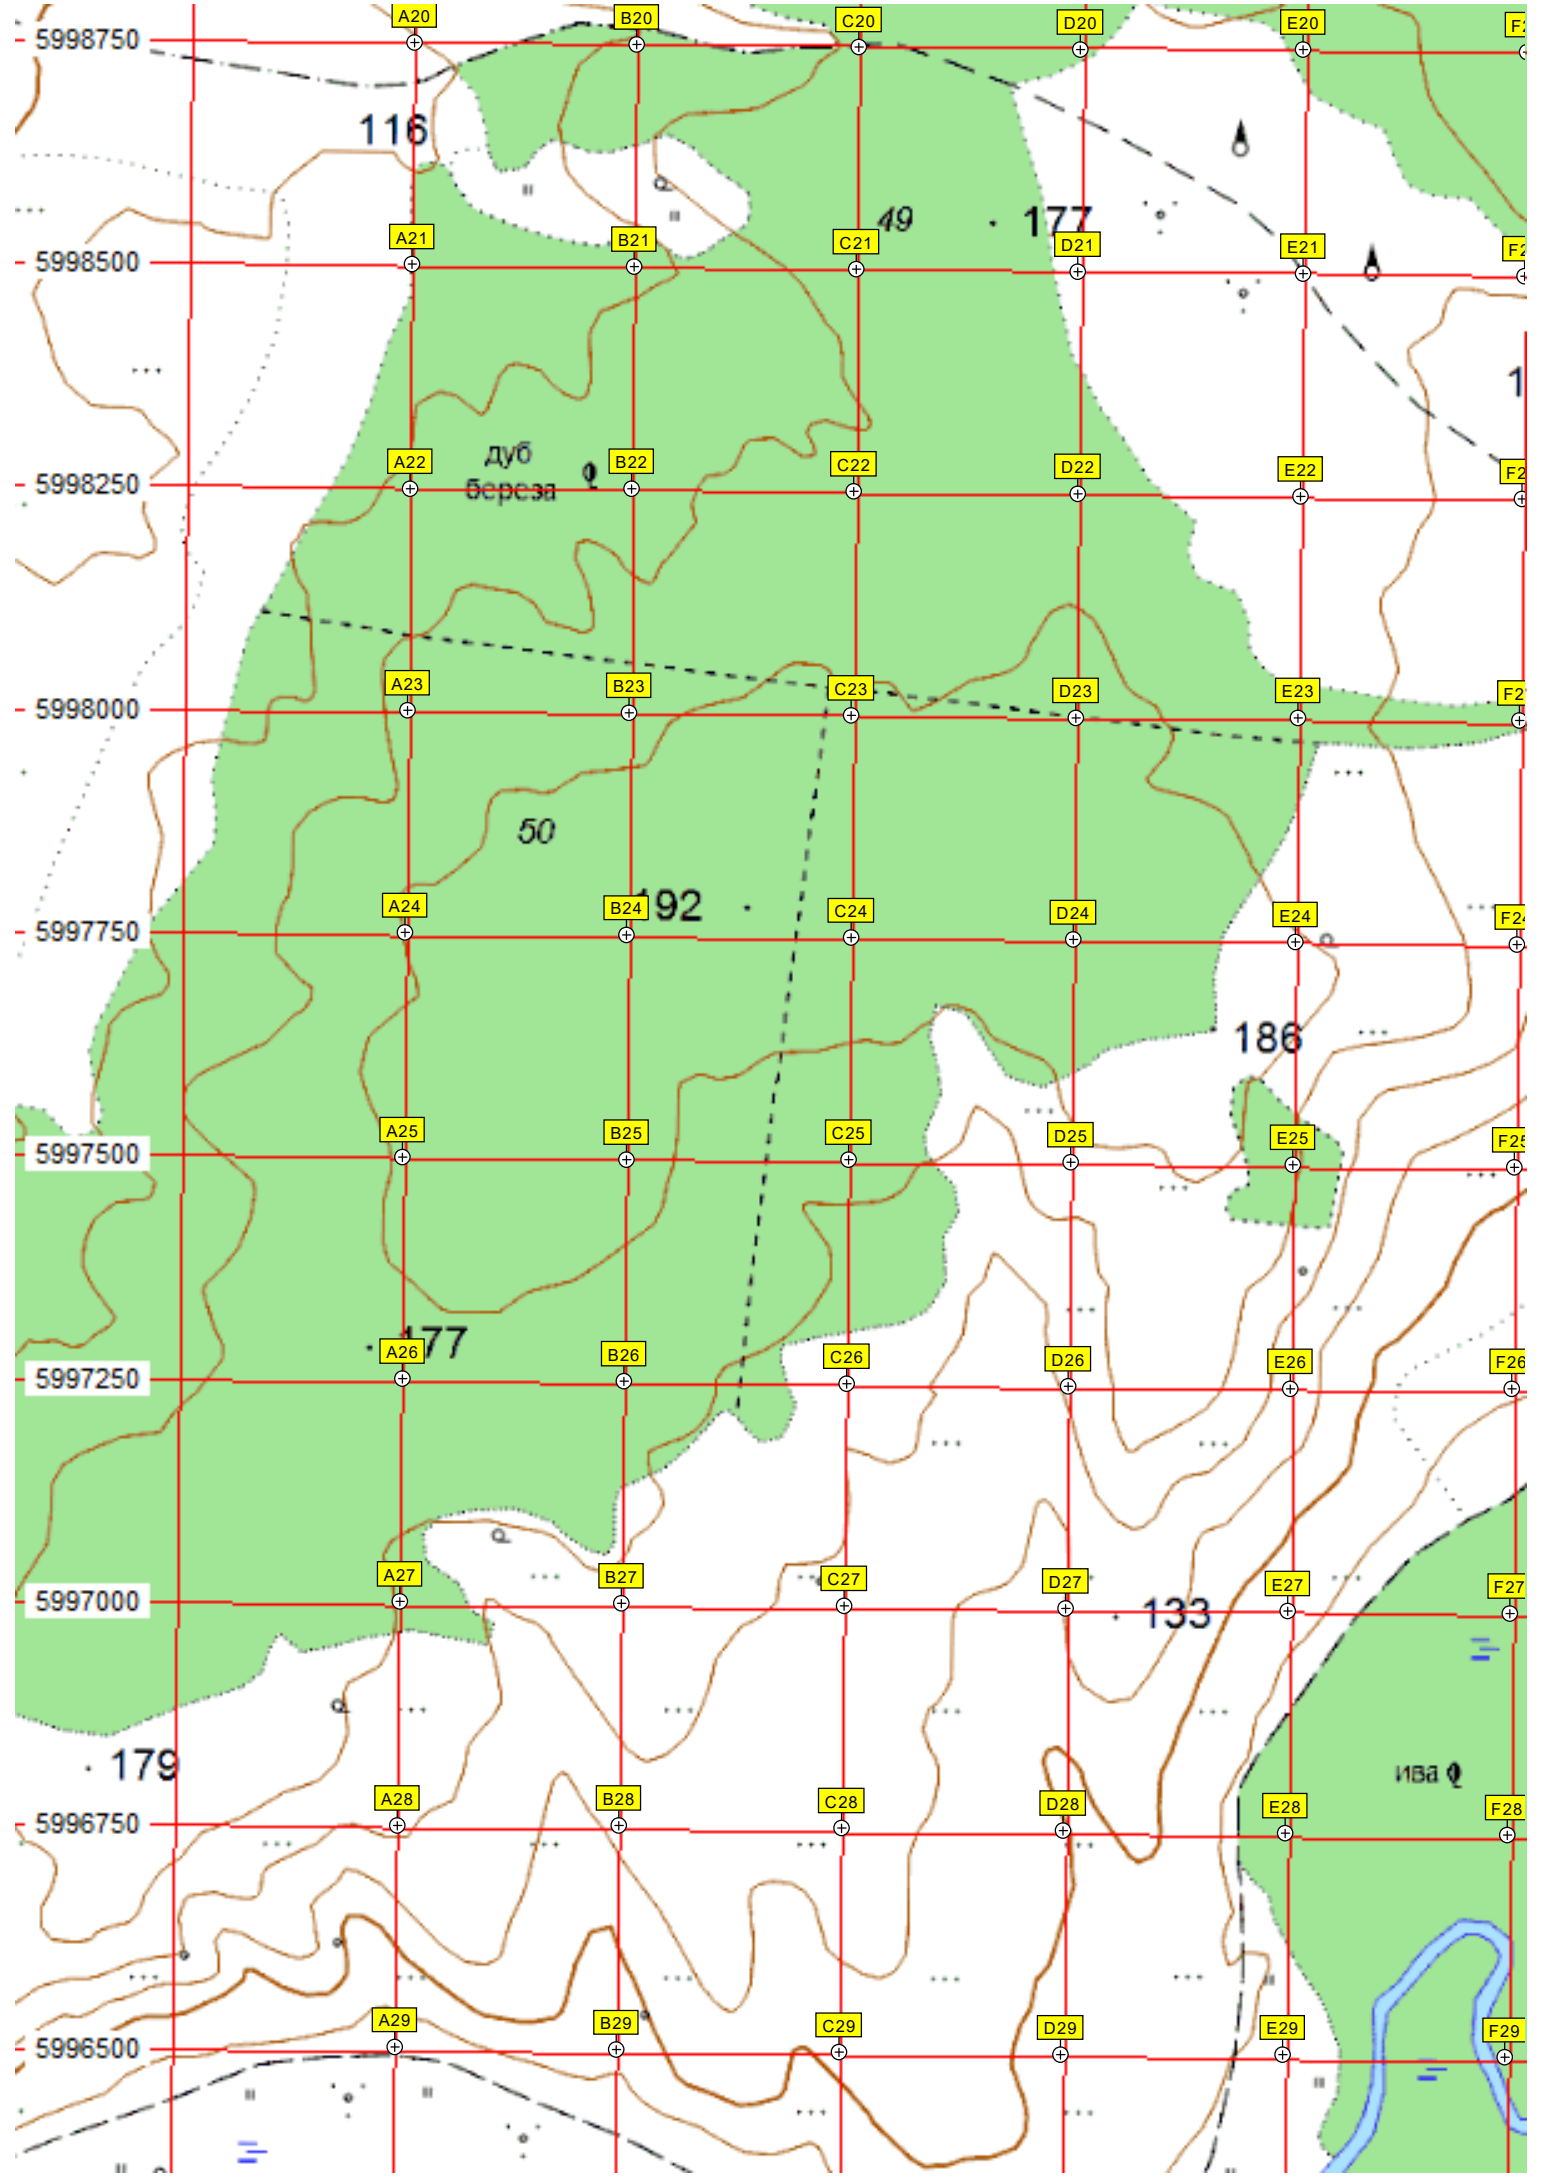 A20 B20 C20 D20 E20
5998750
116
49 177
A21 B21 C21 D21 E21
5998500
A22 дуб B22 C22 D22 E22
5998250 береза
A23 B23 C23 D23 E23
5998000
50
A24 B24 192 C24 D24 E24 F24
5997750
186
A25 B25 C25 D25 E25 F25
5997500
177
A26 B26 C26 D26 E26 F26
5997250
A27 B27 C27 D27 E27 F27
5997000 133
179 ива
A28 B28 C28 D28 E28 F28
5996750
A29 B29 C29 D29 E29 F29
5996500